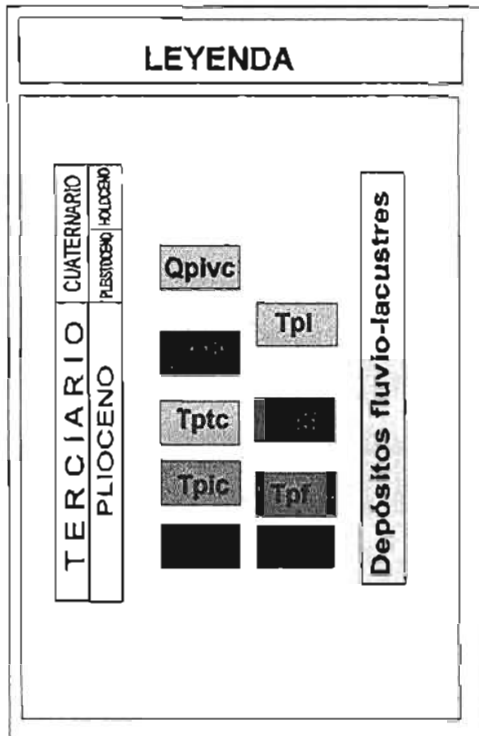 LEYENDA
CUATERNARIO
HOLOCENO
PLEISTOCENO
TERCIARIO
PLIOCENO
Qplvc
Tpl
Tptc
Tpic
Tpf
Depósitos fluvio-lacustres